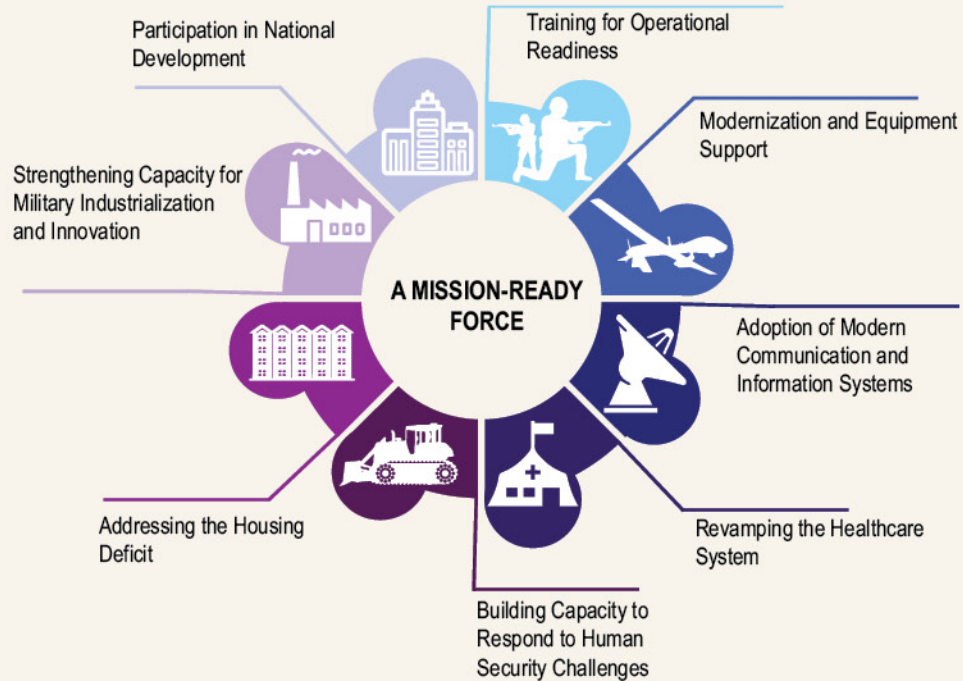 Participation in National
Development
Training for Operational
Readiness
Modernization and Equipment
Support
Strengthening Capacity for
Military Industrialization
and Innovation
A MISSION-READY
FORCE
Adoption of Modern
Communication and
Information Systems
Addressing the Housing
Deficit
Revamping the Healthcare
System
Building Capacity to
Respond to Human
Security Challenges